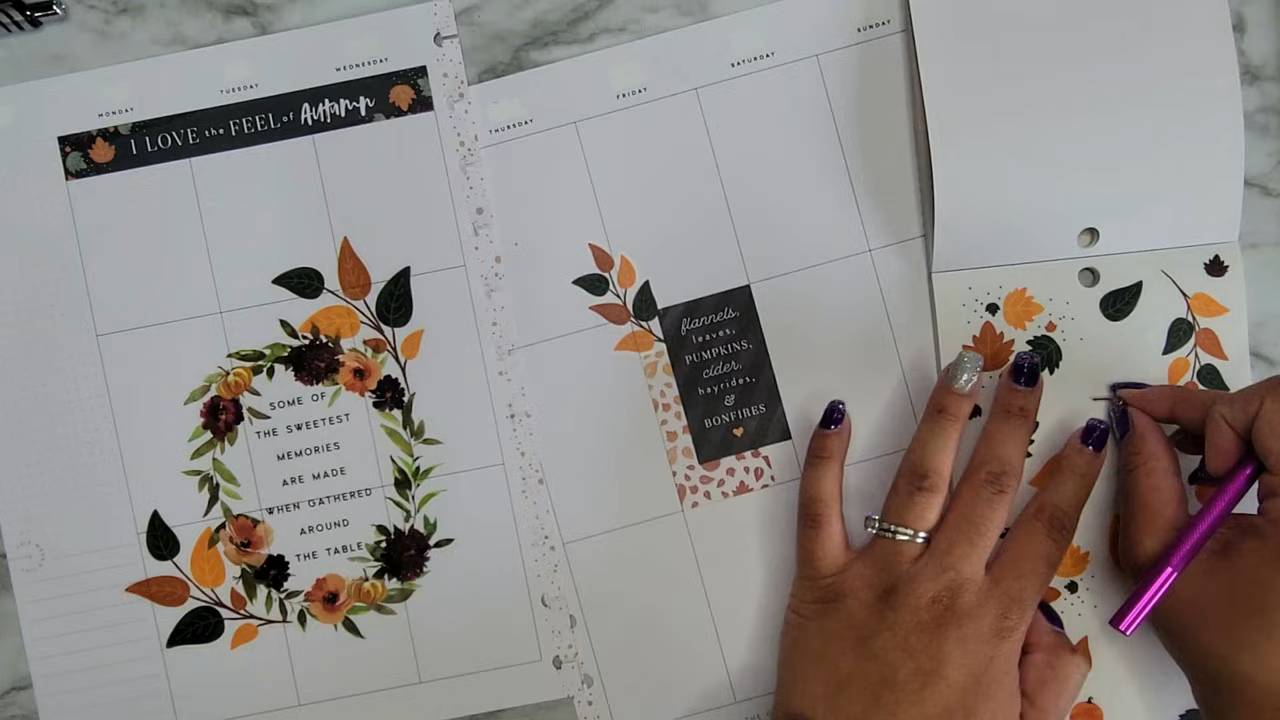 MONDAY
TUESDAY
WEDNESDAY
I LOVE the FEEL of Autumn
SOME OF
THE SWEETEST
MEMORIES
ARE MADE
WHEN GATHERED
AROUND
THE TABLE
THURSDAY
FRIDAY
SATURDAY
SUNDAY
flannels,
leaves,
PUMPKINS,
cider,
hayrides,
&
BONFIRES